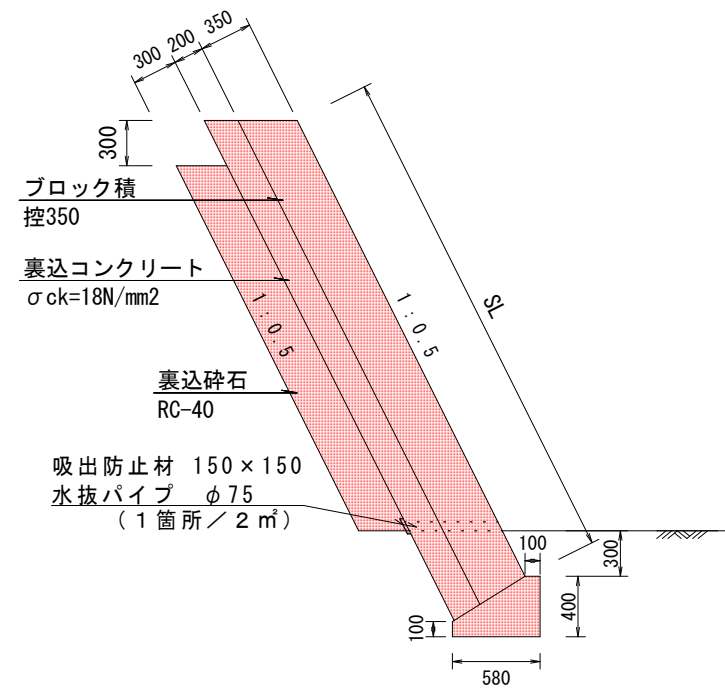 300 200 350
300
ブロック積
控350
裏込コンクリート
σck=18N/mm2
1:0.5
1:0.5
SL
裏込砕石
RC-40
吸出防止材 150×150
水抜パイプ φ75
(1箇所/2㎡)
100
300
400
100
580